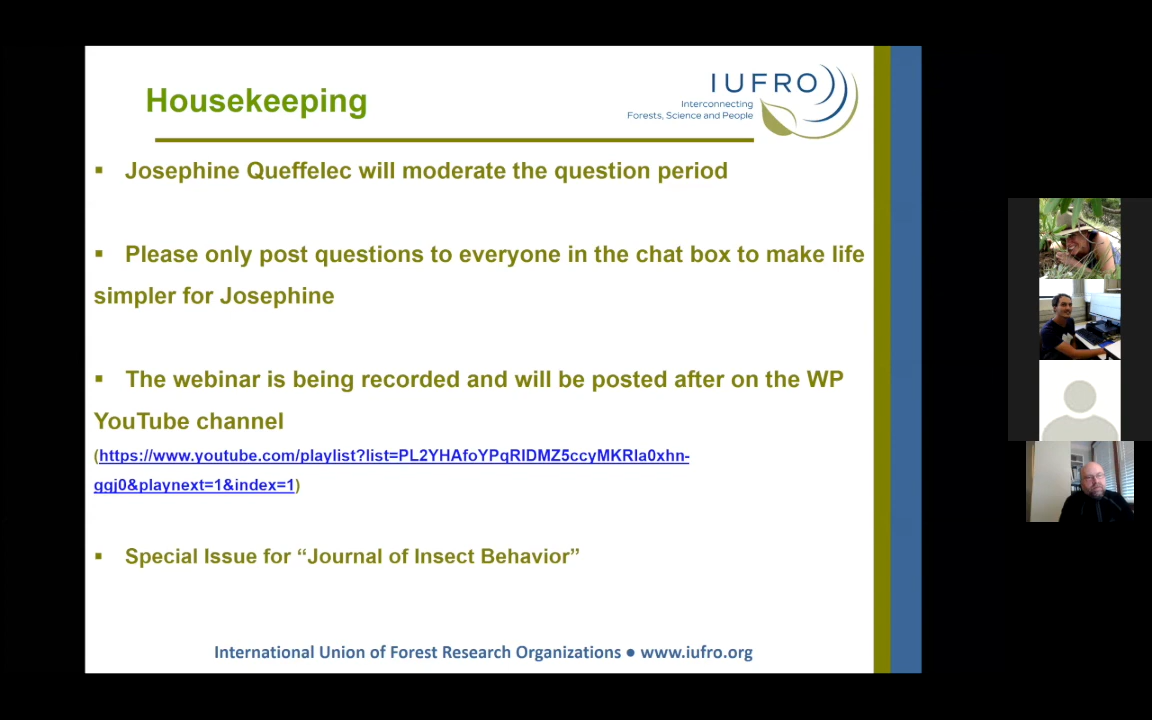 Housekeeping
IUFRO
Interconnecting
Forests, Science and People
▪ Josephine Queffelec will moderate the question period
▪ Please only post questions to everyone in the chat box to make life
simpler for Josephine
▪ The webinar is being recorded and will be posted after on the WP
YouTube channel
(https://www.youtube.com/playlist?list=PL2YHAfoYPqRIDMZ5ccyMKRla0xhn-
gqj0&playnext=1&index=1)
▪ Special Issue for “Journal of Insect Behavior”
International Union of Forest Research Organizations ● www.iufro.org